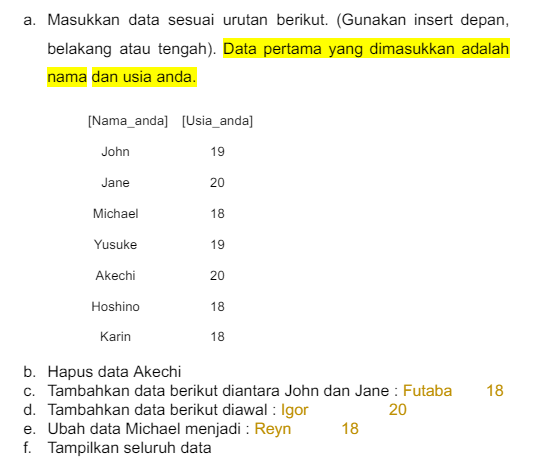 a. Masukkan data sesuai urutan berikut. (Gunakan insert depan,
belakang atau tengah). Data pertama yang dimasukkan adalah
nama dan usia anda.
[Nama_anda] [Usia_anda]
John 19
Jane 20
Michael 18
Yusuke 19
Akechi 20
Hoshino 18
Karin 18
b. Hapus data Akechi
c. Tambahkan data berikut diantara John dan Jane : Futaba 18
d. Tambahkan data berikut diawal : Igor 20
e. Ubah data Michael menjadi : Reyn 18
f. Tampilkan seluruh data